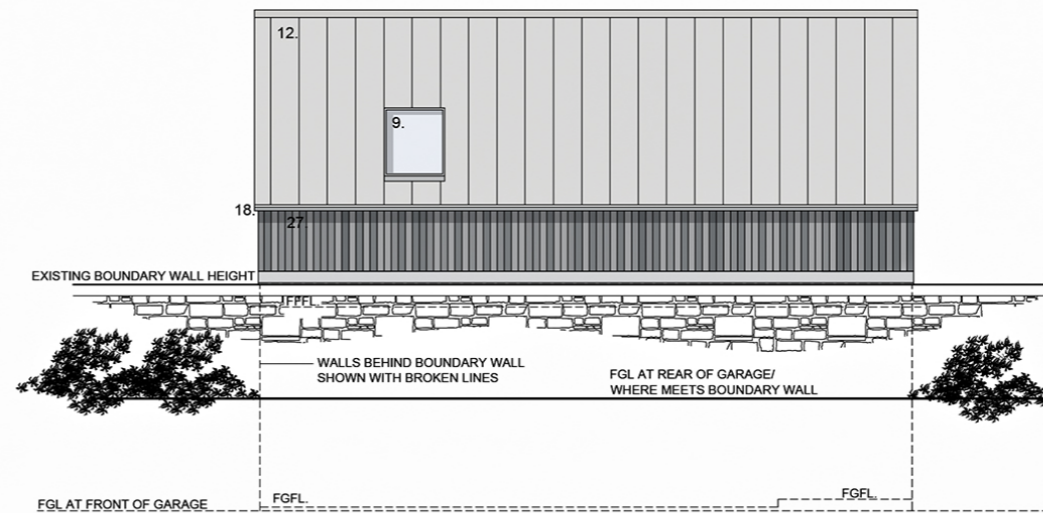 12.
9.
18.
27.
EXISTING BOUNDARY WALL HEIGHT
FFFL.
WALLS BEHIND BOUNDARY WALL
SHOWN WITH BROKEN LINES
FGL AT REAR OF GARAGE/
WHERE MEETS BOUNDARY WALL
FGL AT FRONT OF GARAGE
FGFL.
FGFL.